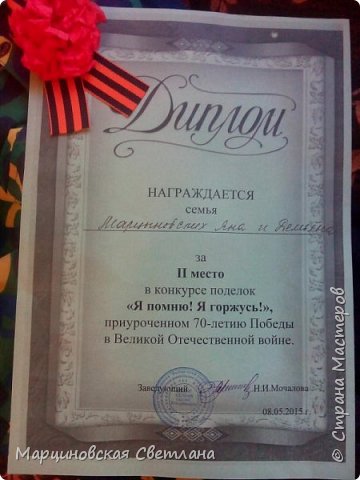 Диплом
НАГРАЖДАЕТСЯ
семья
Яна и
за
II место
в конкурсе поделок
«Я помню! Я горжусь!»,
приуроченном 70-летию Победы
в Великой Отечественной войне.
Заведующий Н.И.Мочалова
08.05.2015 г.
Марциновская Светлана
© Страна Мастеров